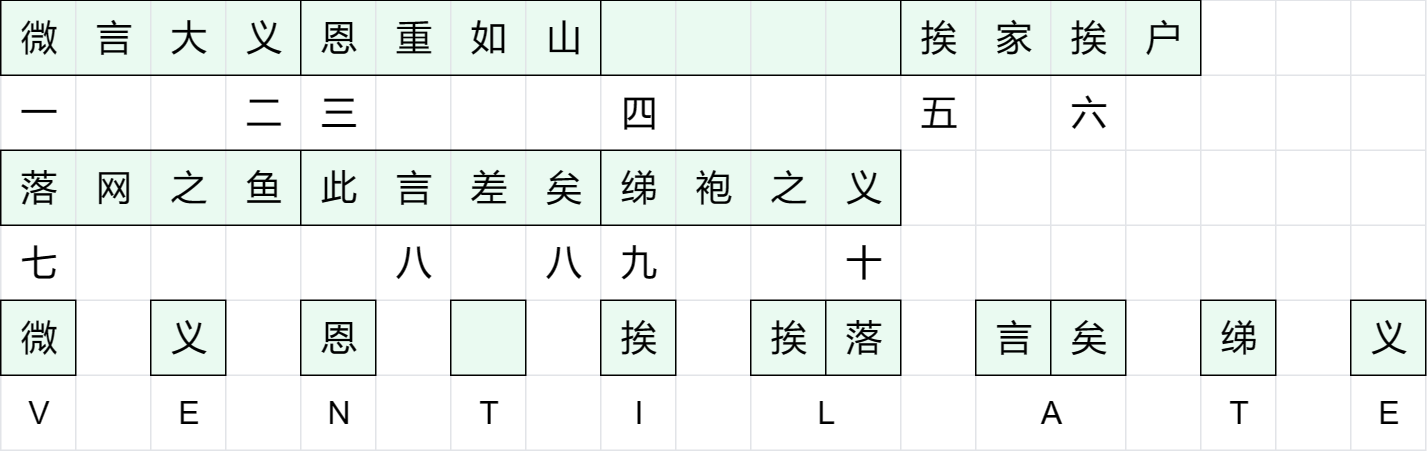 微言大义恩重如山 挨家挨户
一 二三 四 五 六
落网之鱼此言差矣绨袍之义
七 八 八九 十
微 义 恩 挨 挨落 言矣 绨 义
V E N T I L A T E